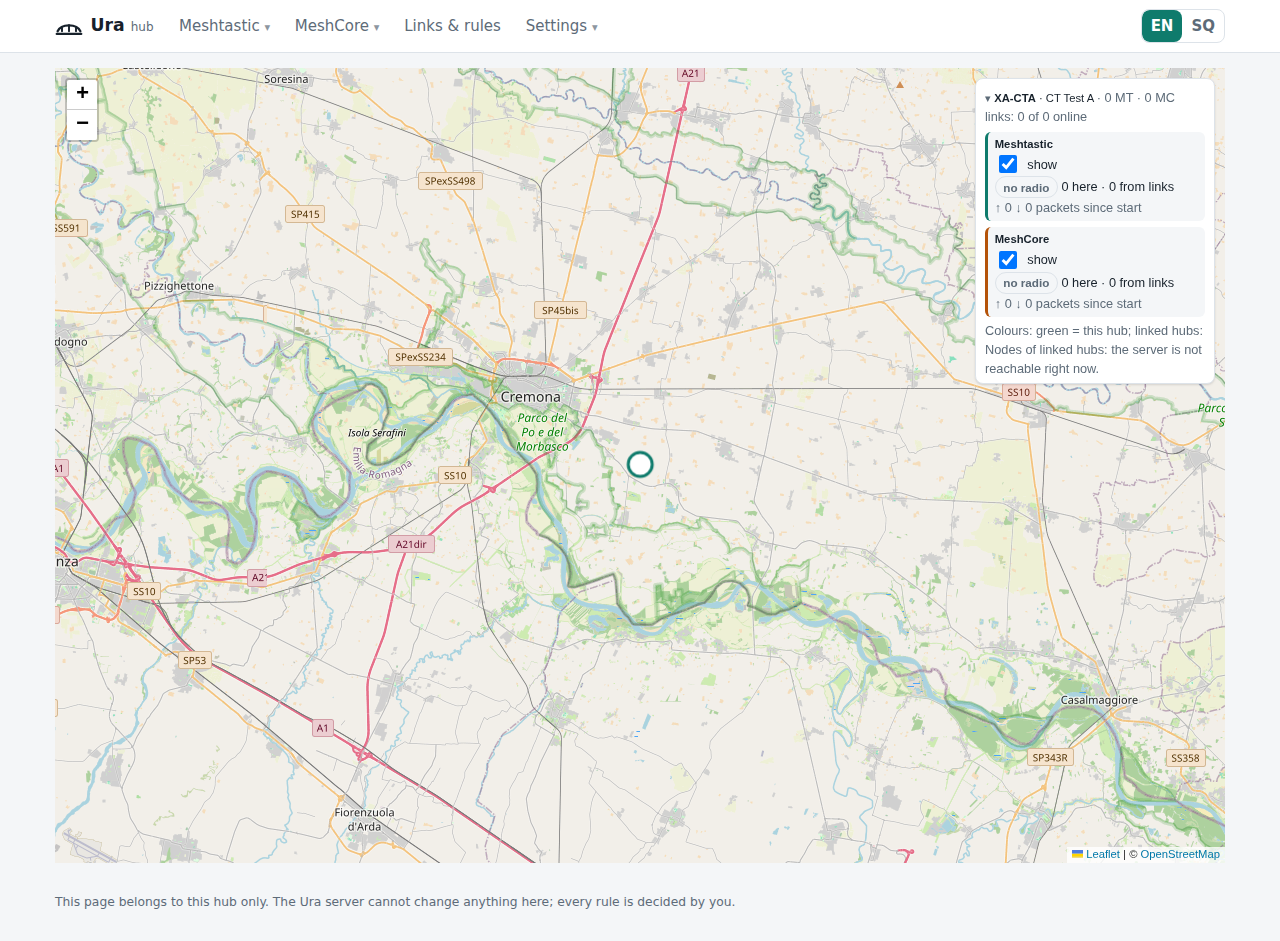 Ura hub
Meshtastic ▾
MeshCore ▾
Links & rules
Settings ▾
EN
SQ
+
−
▾ XA-CTA · CT Test A · 0 MT · 0 MC
links: 0 of 0 online
Meshtastic
show
no radio 0 here · 0 from links
↑ 0 ↓ 0 packets since start
MeshCore
show
no radio 0 here · 0 from links
↑ 0 ↓ 0 packets since start
Colours: green = this hub; linked hubs:
Nodes of linked hubs: the server is not
reachable right now.
Soresina
A21
SPexSS498
SP415
SS591
Pizzighettone
SP45bis
dogno
SPexSS234
Cremona
SS10
Parco del
Po e del
Morbasco
Isola Serafini
Emilia-Romagna
A1
SS10
A21dir
nza
SS10
SP53
A1
Casalmaggiore
SP343R
SS358
Fiorenzuola
d'Arda
Leaflet | © OpenStreetMap
This page belongs to this hub only. The Ura server cannot change anything here; every rule is decided by you.